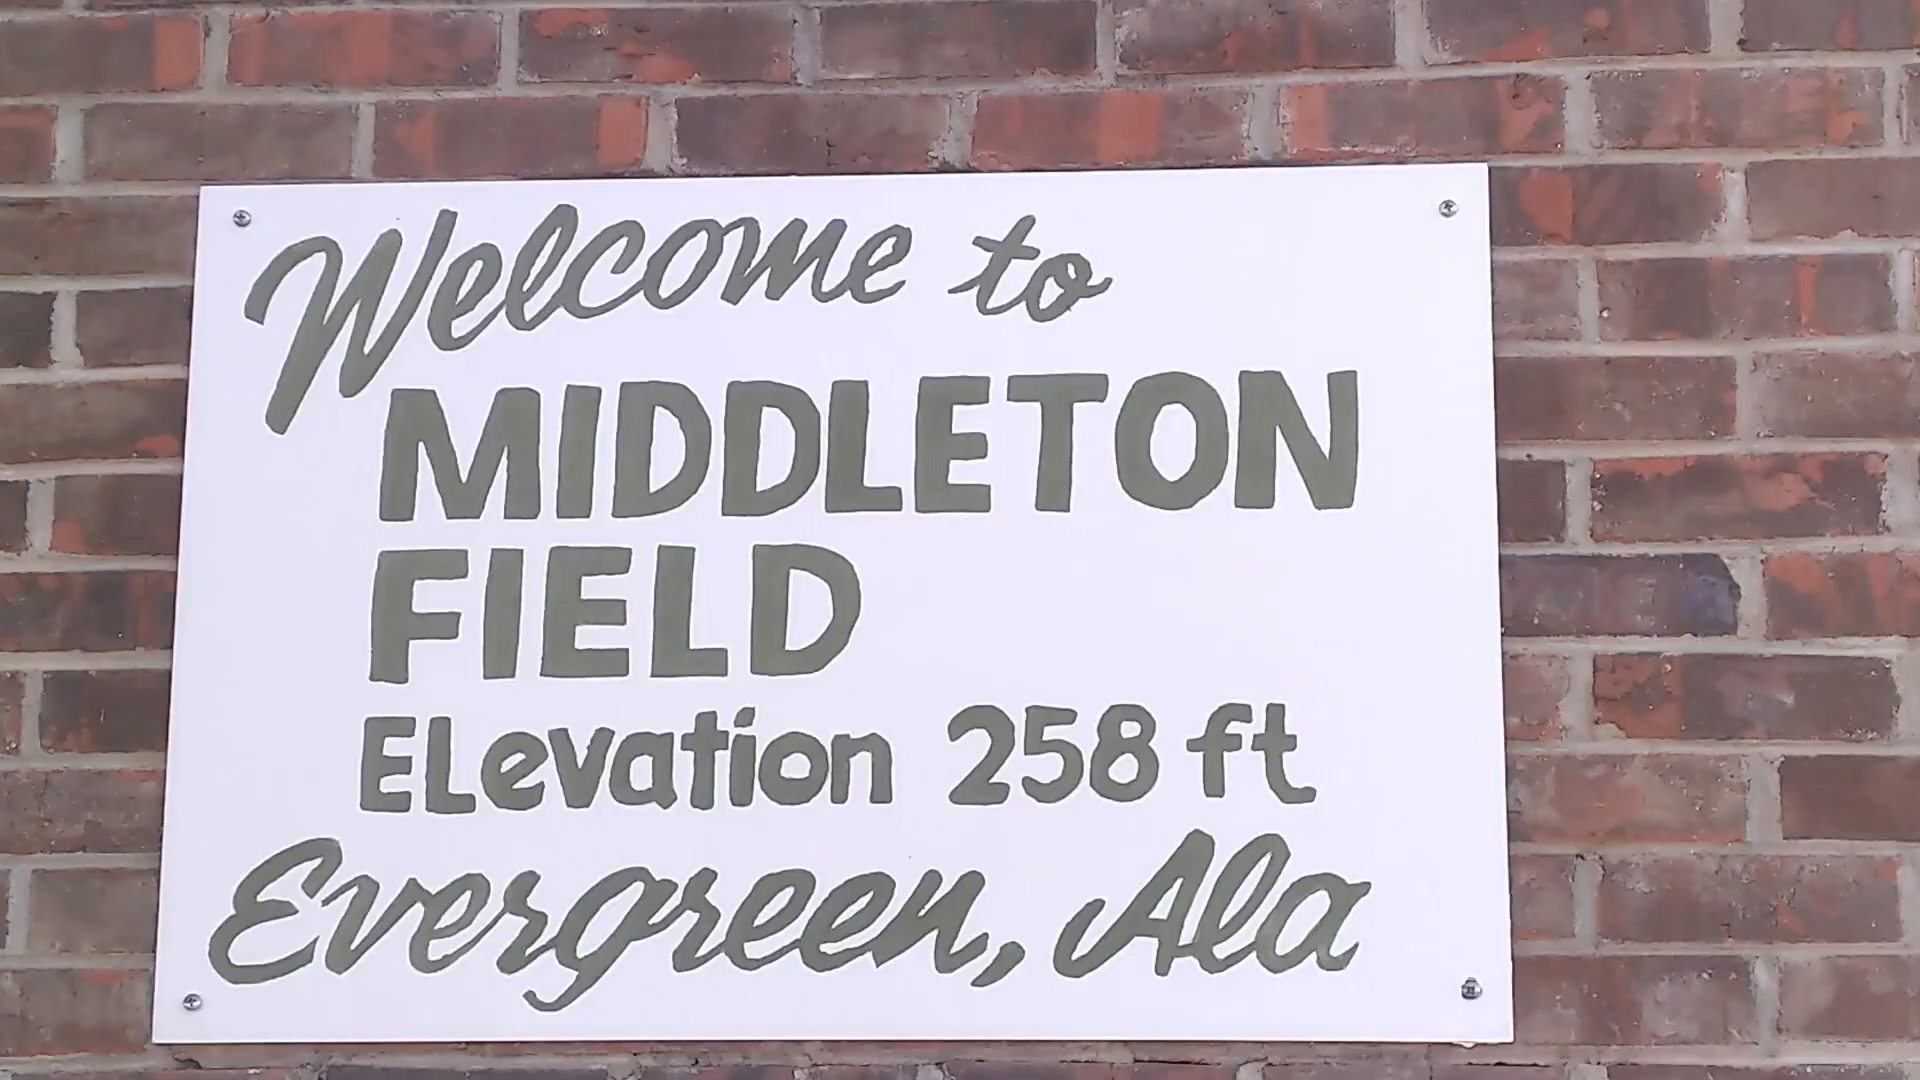 Welcome to
MIDDLETON
FIELD
ELevation 258 ft
Evergreen, Ala